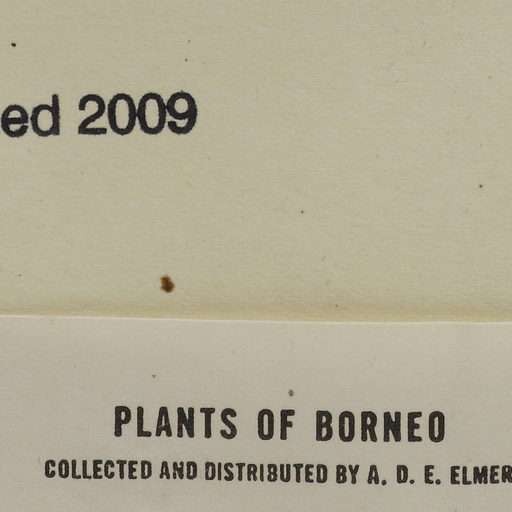 ed 2009
PLANTS OF BORNEO
COLLECTED AND DISTRIBUTED BY A. D. E. ELMER